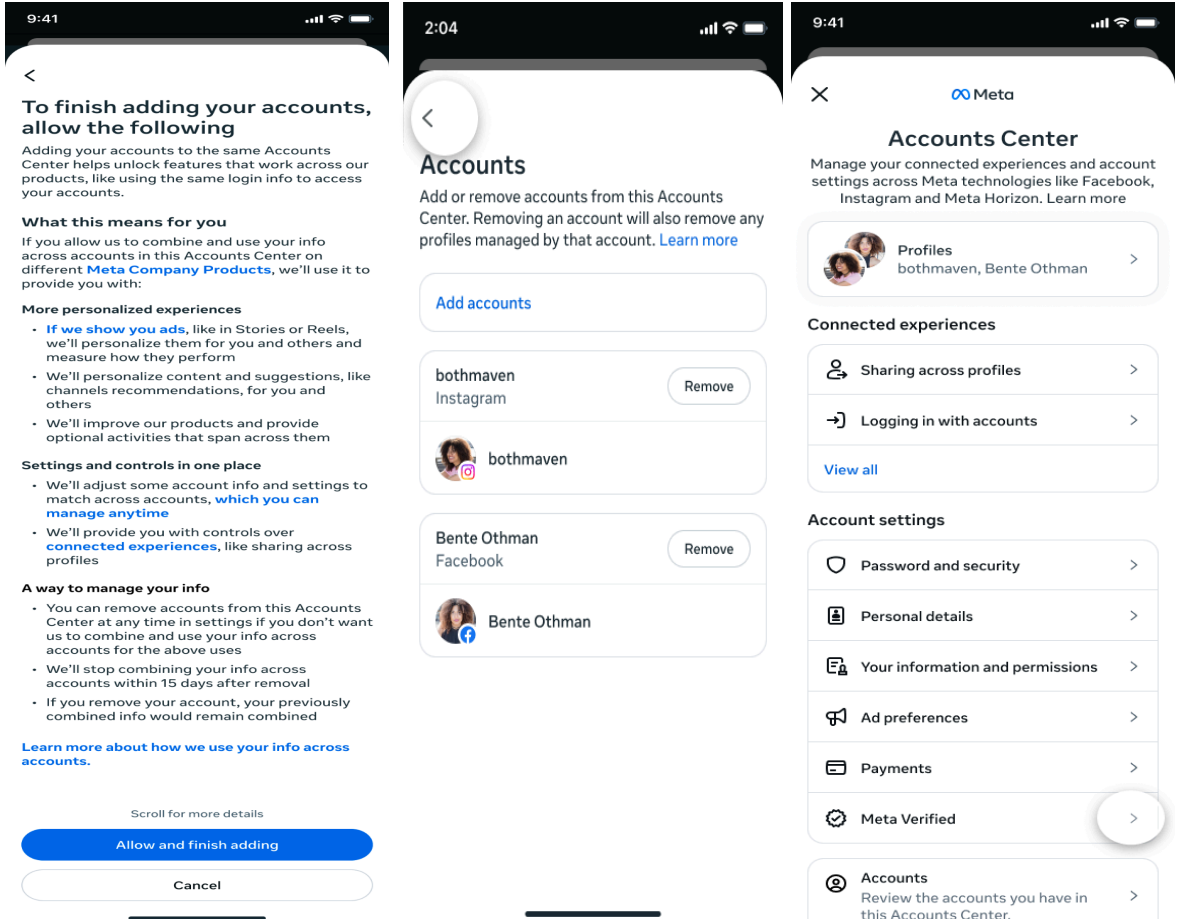 9:41
To finish adding your accounts,
allow the following
Adding your accounts to the same Accounts
Center helps unlock features that work across our
products, like using the same login info to access
your accounts.
What this means for you
If you allow us to combine and use your info
across accounts in this Accounts Center on
different Meta Company Products, we'll use it to
provide you with:
More personalized experiences
• If we show you ads, like in Stories or Reels,
we'll personalize them for you and others and
measure how they perform
• We'll personalize content and suggestions, like
channels recommendations, for you and
others
• We'll improve our products and provide
optional activities that span across them
Settings and controls in one place
• We'll adjust some account info and settings to
match across accounts, which you can
manage anytime
• We'll provide you with controls over
connected experiences, like sharing across
profiles
A way to manage your info
• You can remove accounts from this Accounts
Center at any time in settings if you don't want
us to combine and use your info across
accounts for the above uses
• We'll stop combining your info across
accounts within 15 days after removal
• If you remove your account, your previously
combined info would remain combined
Learn more about how we use your info across
accounts.
Scroll for more details
Allow and finish adding
Cancel
2:04
Accounts
Add or remove accounts from this Accounts
Center. Removing an account will also remove any
profiles managed by that account. Learn more
Add accounts
bothmaven
Instagram
Remove
bothmaven
Bente Othman
Facebook
Remove
Bente Othman
9:41
Meta
Accounts Center
Manage your connected experiences and account
settings across Meta technologies like Facebook,
Instagram and Meta Horizon. Learn more
Profiles
bothmaven, Bente Othman
Connected experiences
Sharing across profiles
Logging in with accounts
View all
Account settings
Password and security
Personal details
Your information and permissions
Ad preferences
Payments
Meta Verified
Accounts
Review the accounts you have in
this Accounts Center.